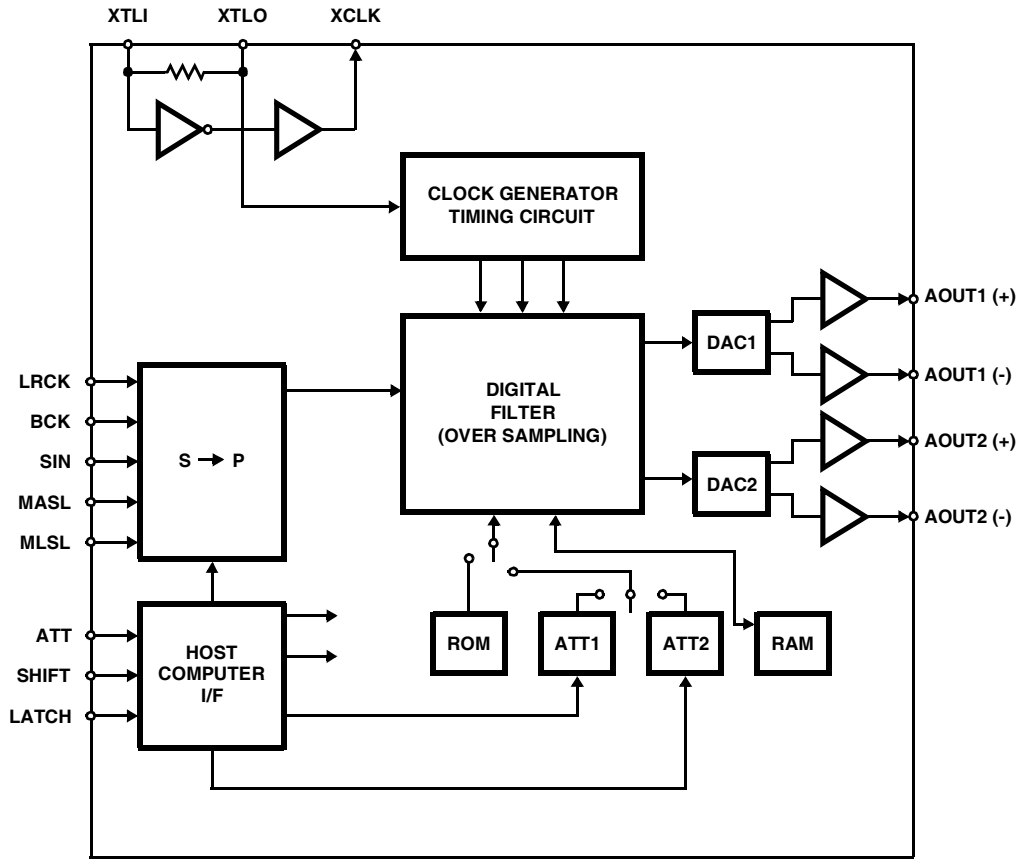 XTLI XTLO XCLK
CLOCK GENERATOR
TIMING CIRCUIT
LRCK
BCK
SIN
MASL
MLSL
S P
DIGITAL
FILTER
(OVER SAMPLING)
DAC1
DAC2
AOUT1 (+)
AOUT1 (-)
AOUT2 (+)
AOUT2 (-)
ATT
SHIFT
LATCH
HOST
COMPUTER
I/F
ROM
ATT1
ATT2
RAM